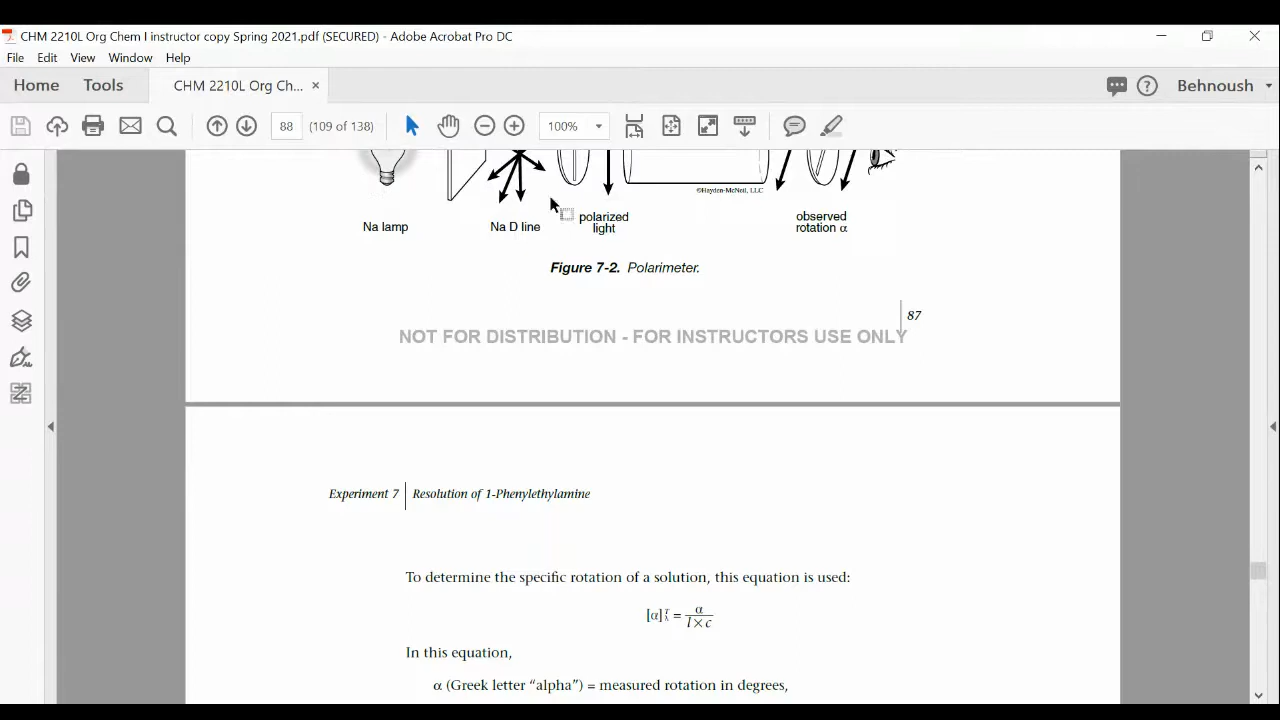 CHM 2210L Org Chem I instructor copy Spring 2021.pdf (SECURED) - Adobe Acrobat Pro DC
File Edit View Window Help
Home Tools CHM 2210L Org Ch... × Behnoush
88 (109 of 138) 100%
©Hayden-McNeil, LLC
Na lamp
Na D line
polarized
light
observed
rotation α
Figure 7-2. Polarimeter.
87
NOT FOR DISTRIBUTION - FOR INSTRUCTORS USE ONLY
Experiment 7 | Resolution of 1-Phenylethylamine
To determine the specific rotation of a solution, this equation is used:
[α]ᵀλ = α / l × c
In this equation,
α (Greek letter “alpha”) = measured rotation in degrees,